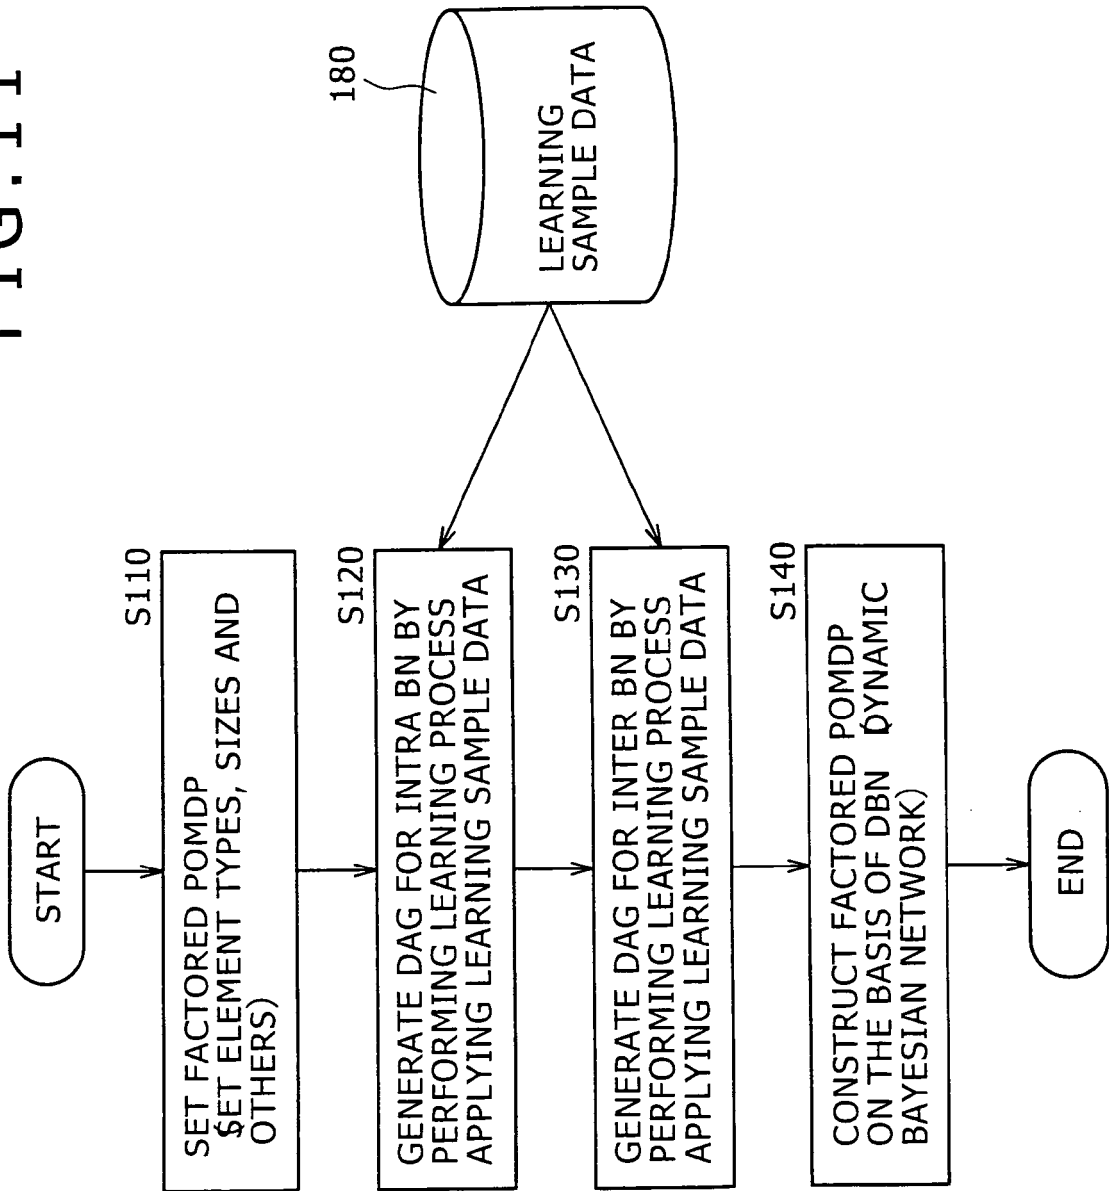 FIG.11
START
S110
SET FACTORED POMDP
(SET ELEMENT TYPES, SIZES AND
OTHERS)
S120
GENERATE DAG FOR INTRA BN BY
PERFORMING LEARNING PROCESS
APPLYING LEARNING SAMPLE DATA
S130
GENERATE DAG FOR INTER BN BY
PERFORMING LEARNING PROCESS
APPLYING LEARNING SAMPLE DATA
S140
CONSTRUCT FACTORED POMDP
ON THE BASIS OF DBN (DYNAMIC
BAYESIAN NETWORK)
END
180
LEARNING
SAMPLE DATA